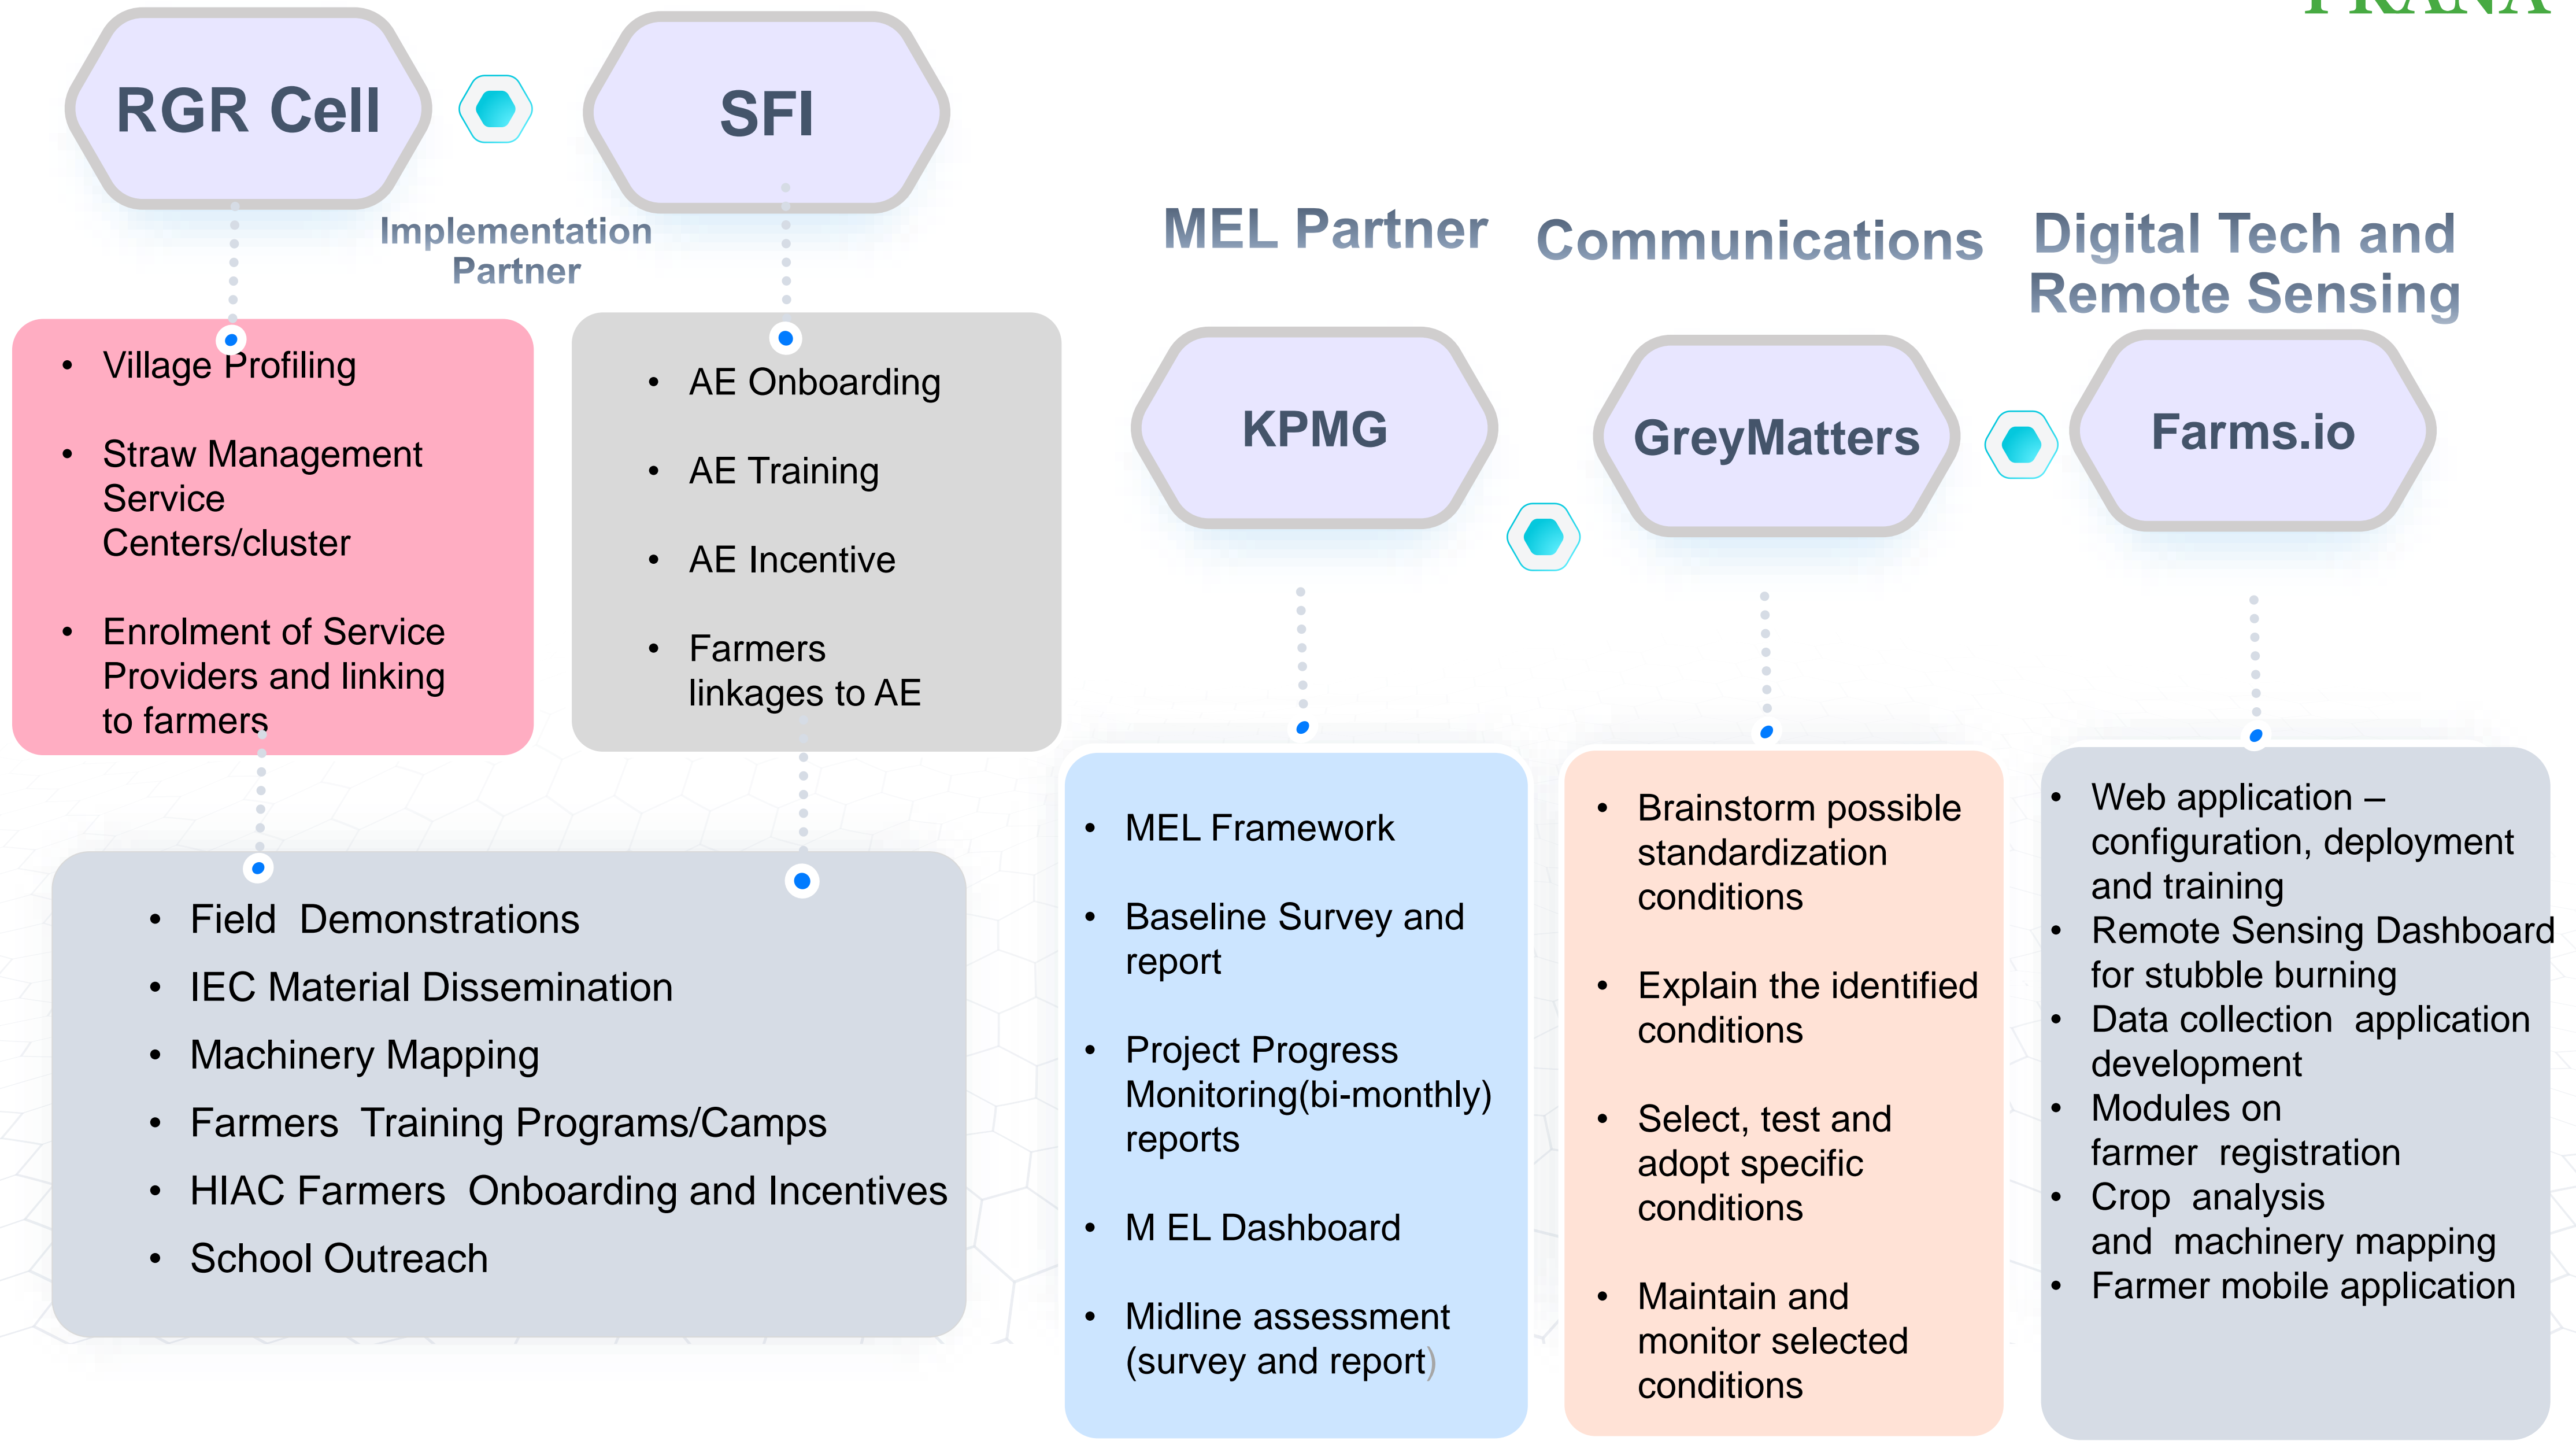 PRANA
RGR Cell
SFI
Implementation
Partner
• Village Profiling
• Straw Management
Service
Centers/cluster
• Enrolment of Service
Providers and linking
to farmers
• AE Onboarding
• AE Training
• AE Incentive
• Farmers
linkages to AE
• Field  Demonstrations
• IEC Material Dissemination
• Machinery Mapping
• Farmers  Training Programs/Camps
• HIAC Farmers  Onboarding and Incentives
• School Outreach
MEL Partner
KPMG
• MEL Framework
• Baseline Survey and
report
• Project Progress
Monitoring(bi-monthly)
reports
• M EL Dashboard
• Midline assessment
(survey and report)
Communications
GreyMatters
• Brainstorm possible
standardization
conditions
• Explain the identified
conditions
• Select, test and
adopt specific
conditions
• Maintain and
monitor selected
conditions
Digital Tech and
Remote Sensing
Farms.io
• Web application –
configuration, deployment
and training
• Remote Sensing Dashboard
for stubble burning
• Data collection  application
development
• Modules on
farmer  registration
• Crop  analysis
and  machinery mapping
• Farmer mobile application